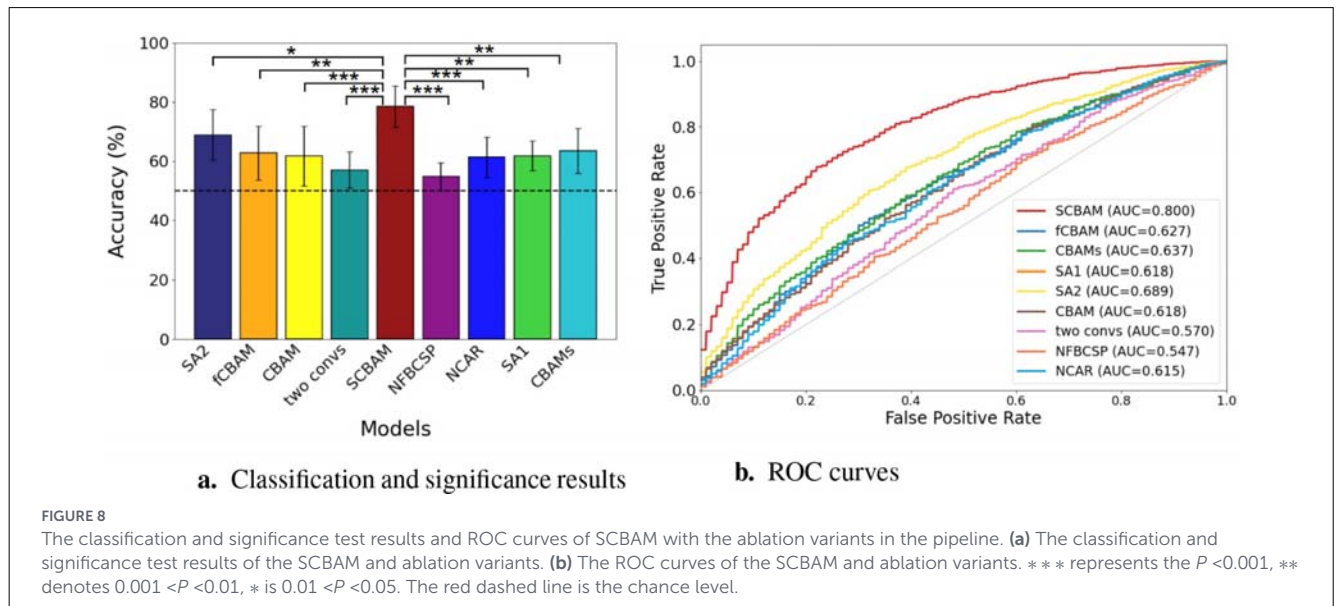 100
80
60
40
20
0
Accuracy (%)
*
**
***
***
**
**
***
***
SA2
fCBAM
CBAM
two convs
SCBAM
NFBCSP
NCAR
SA1
CBAMs
Models
a. Classification and significance results
1.0
0.8
0.6
0.4
0.2
0.0
True Positive Rate
SCBAM (AUC=0.800)
fCBAM (AUC=0.627)
CBAMs (AUC=0.637)
SA1 (AUC=0.618)
SA2 (AUC=0.689)
CBAM (AUC=0.618)
two convs (AUC=0.570)
NFBCSP (AUC=0.547)
NCAR (AUC=0.615)
0.0 0.2 0.4 0.6 0.8 1.0
False Positive Rate
b. ROC curves
FIGURE 8
The classification and significance test results and ROC curves of SCBAM with the ablation variants in the pipeline. (a) The classification and
significance test results of the SCBAM and ablation variants. (b) The ROC curves of the SCBAM and ablation variants. ∗ ∗ ∗ represents the P <0.001, ∗∗
denotes 0.001 <P <0.01, ∗ is 0.01 <P <0.05. The red dashed line is the chance level.